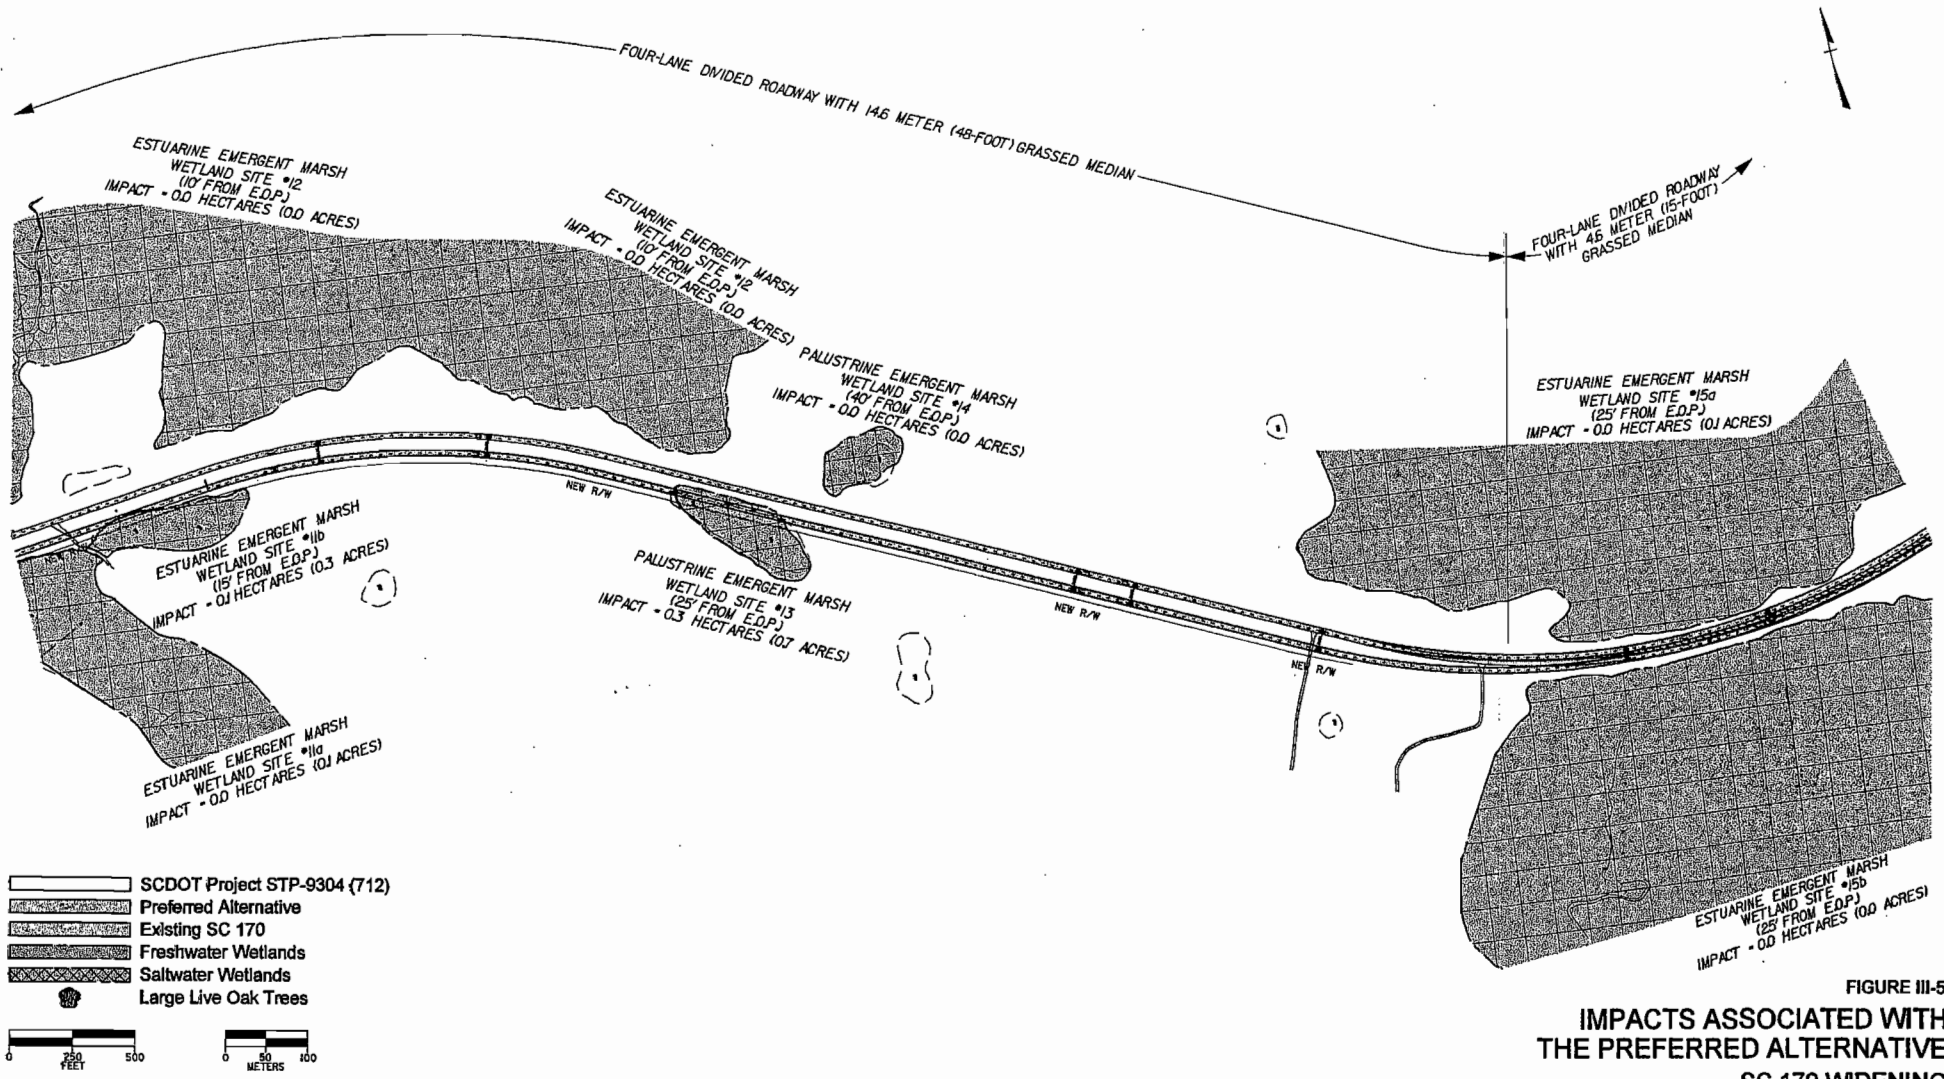 FOUR-LANE DIVIDED ROADWAY WITH 14.6 METER (48-FOOT) GRASSED MEDIAN
FOUR-LANE DIVIDED ROADWAY
WITH 4.6 METER (15-FOOT)
GRASSED MEDIAN
ESTUARINE EMERGENT MARSH
WETLAND SITE #12
(10' FROM E.O.P.)
IMPACT = 0.0 HECTARES (0.0 ACRES)
ESTUARINE EMERGENT MARSH
WETLAND SITE #12
(10' FROM E.O.P.)
IMPACT = 0.0 HECTARES (0.0 ACRES)
PALUSTRINE EMERGENT MARSH
WETLAND SITE #14
(40' FROM E.O.P.)
IMPACT = 0.0 HECTARES (0.0 ACRES)
ESTUARINE EMERGENT MARSH
WETLAND SITE #15a
(25' FROM E.O.P.)
IMPACT = 0.0 HECTARES (0.1 ACRES)
NEW R/W
ESTUARINE EMERGENT MARSH
WETLAND SITE #11b
(15' FROM E.O.P.)
IMPACT = 0.1 HECTARES (0.3 ACRES)
NEW R/W
PALUSTRINE EMERGENT MARSH
WETLAND SITE #13
(25' FROM E.O.P.)
IMPACT = 0.3 HECTARES (0.7 ACRES)
NEW R/W
NEW R/W
ESTUARINE EMERGENT MARSH
WETLAND SITE #11a
IMPACT = 0.0 HECTARES (0.1 ACRES)
ESTUARINE EMERGENT MARSH
WETLAND SITE #15b
(25' FROM E.O.P.)
IMPACT = 0.0 HECTARES (0.0 ACRES)
SCDOT Project STP-9304 (712)
Preferred Alternative
Existing SC 170
Freshwater Wetlands
Saltwater Wetlands
Large Live Oak Trees
0 250 500
FEET
0 50 100
METERS
FIGURE III-5
IMPACTS ASSOCIATED WITH
THE PREFERRED ALTERNATIVE
SC 170 WIDENING